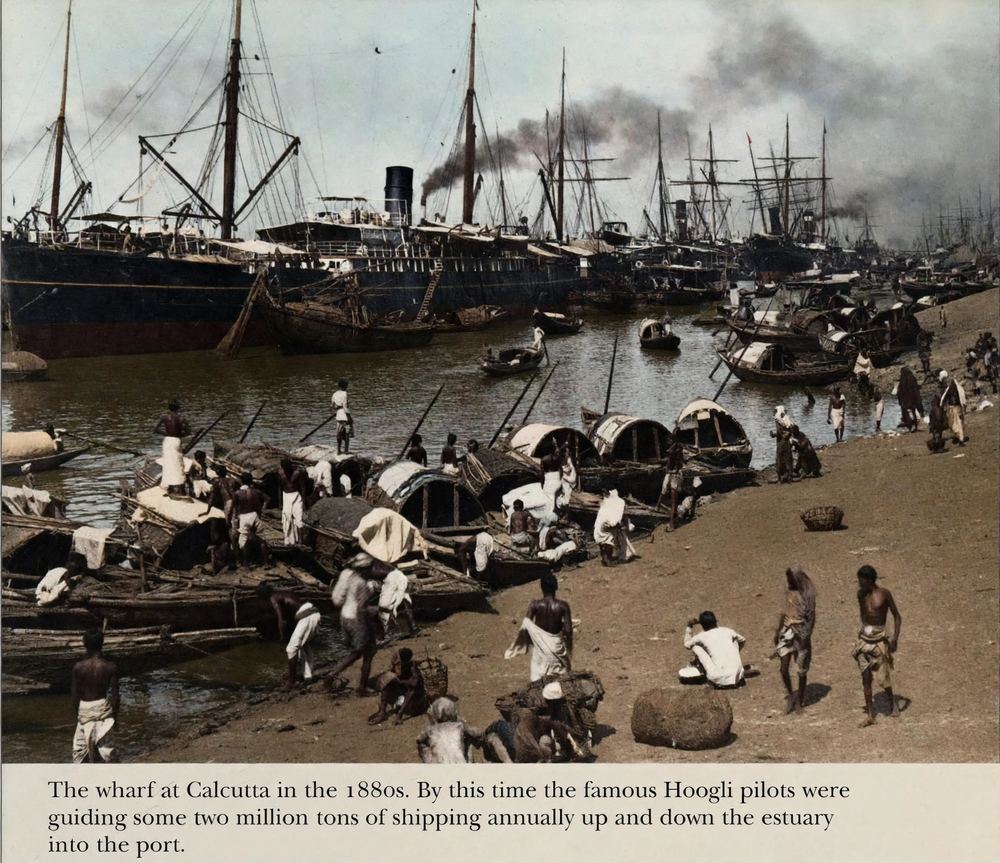 The wharf at Calcutta in the 1880s. By this time the famous Hoogli pilots were
guiding some two million tons of shipping annually up and down the estuary
into the port.